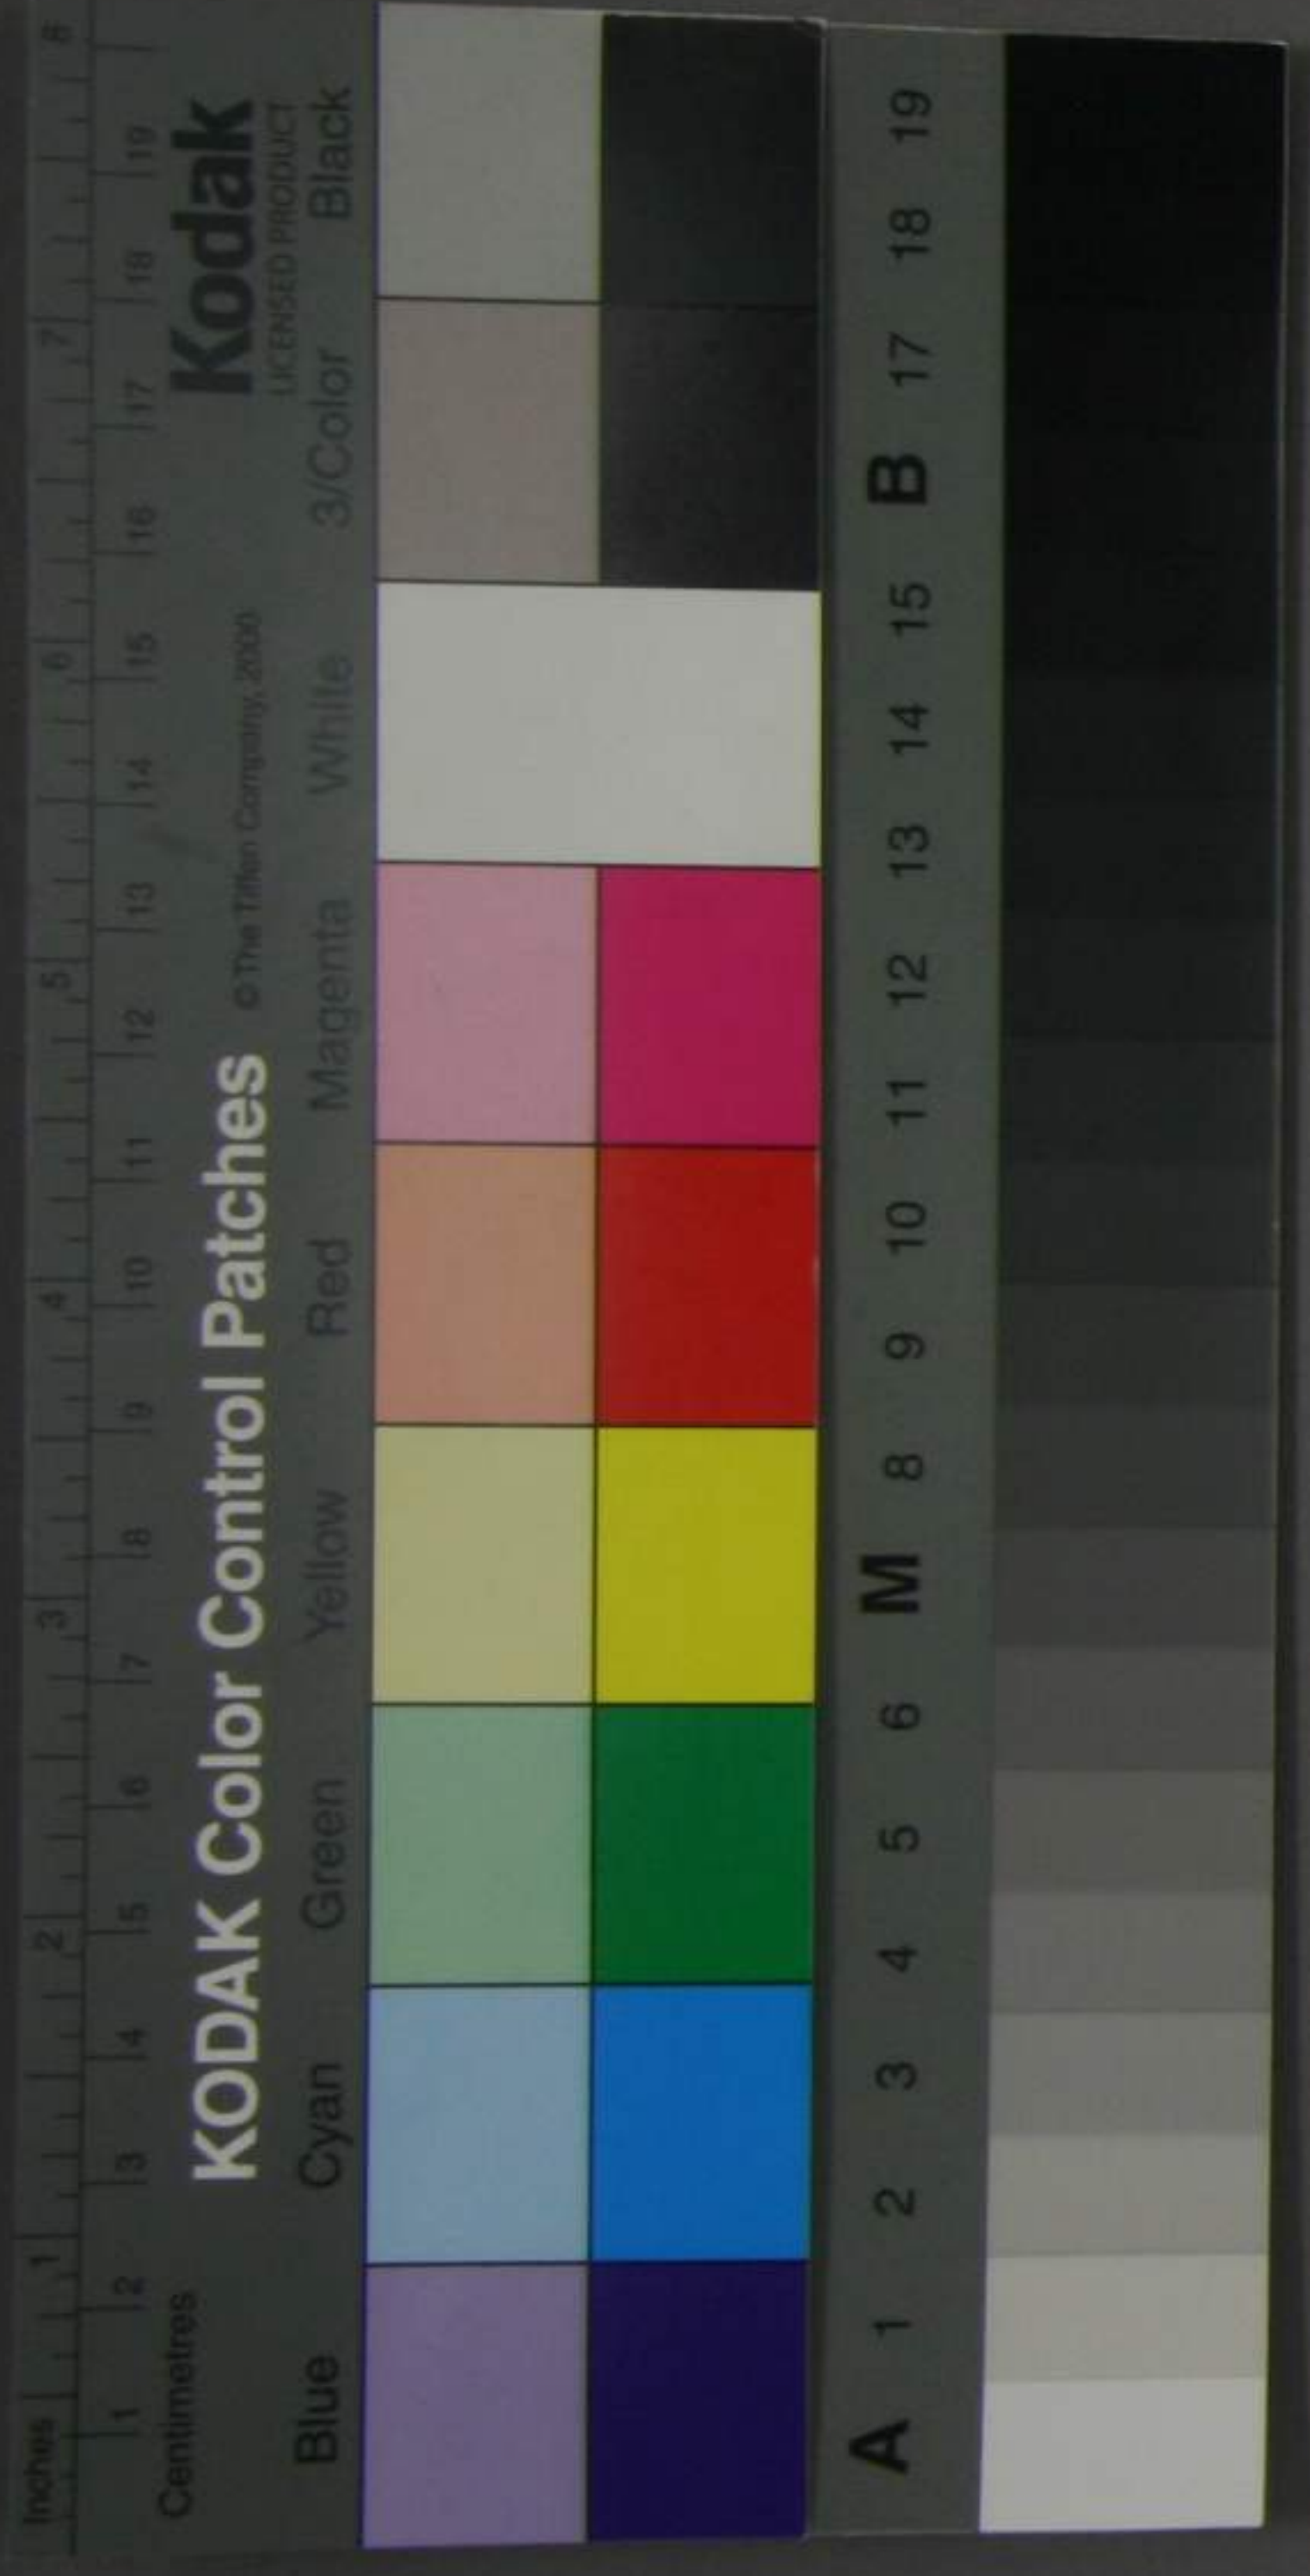 Inches 1 2 3 4 5 6 7 8
Centimetres 1 2 3 4 5 6 7 8 9 10 11 12 13 14 15 16 17 18 19
KODAK Color Control Patches © The Tiffen Company, 2000 Kodak
LICENSED PRODUCT
Blue Cyan Green Yellow Red Magenta White 3/Color Black
A 1 2 3 4 5 6 M 8 9 10 11 12 13 14 15 B 17 18 19